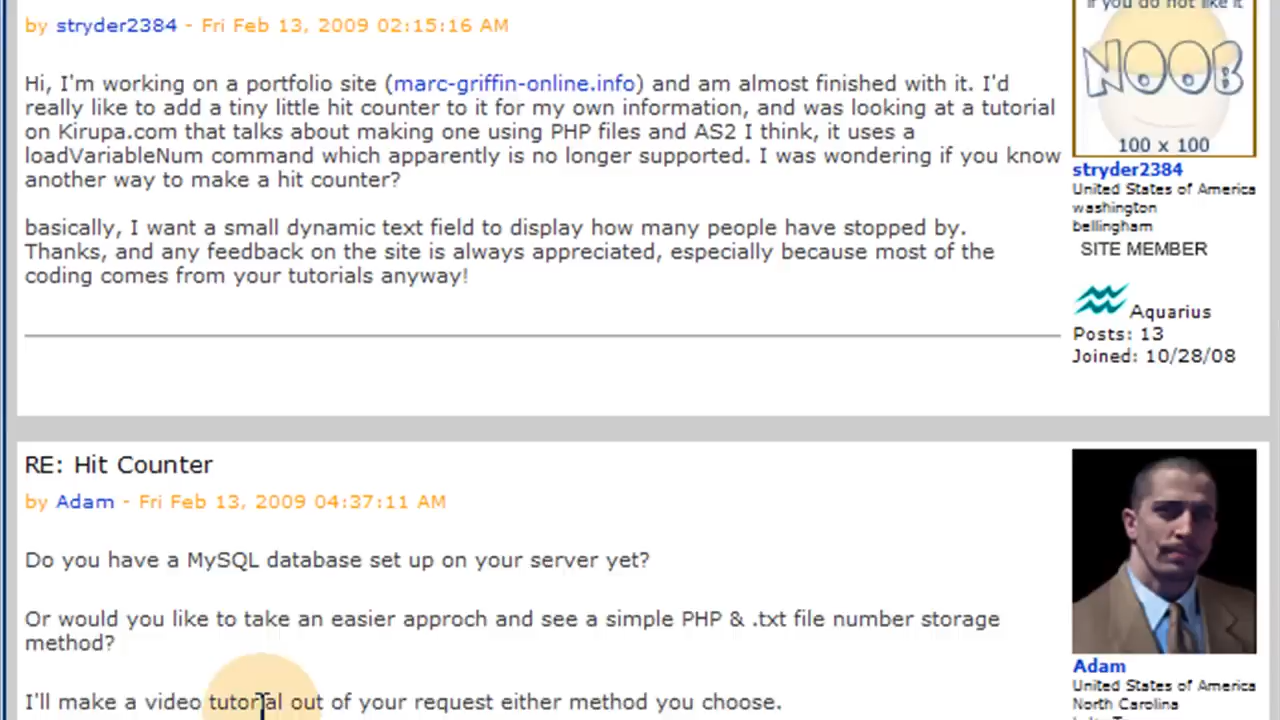 if you do not like it
NOOB
100 x 100
by stryder2384 - Fri Feb 13, 2009 02:15:16 AM
Hi, I'm working on a portfolio site (marc-griffin-online.info) and am almost finished with it. I'd
really like to add a tiny little hit counter to it for my own information, and was looking at a tutorial
on Kirupa.com that talks about making one using PHP files and AS2 I think, it uses a
loadVariableNum command which apparently is no longer supported. I was wondering if you know
another way to make a hit counter?
basically, I want a small dynamic text field to display how many people have stopped by.
Thanks, and any feedback on the site is always appreciated, especially because most of the
coding comes from your tutorials anyway!
stryder2384
United States of America
washington
bellingham
SITE MEMBER
Aquarius
Posts: 13
Joined: 10/28/08
RE: Hit Counter
by Adam - Fri Feb 13, 2009 04:37:11 AM
Do you have a MySQL database set up on your server yet?
Or would you like to take an easier approch and see a simple PHP & .txt file number storage
method?
I'll make a video tutorial out of your request either method you choose.
Adam
United States of America
North Carolina